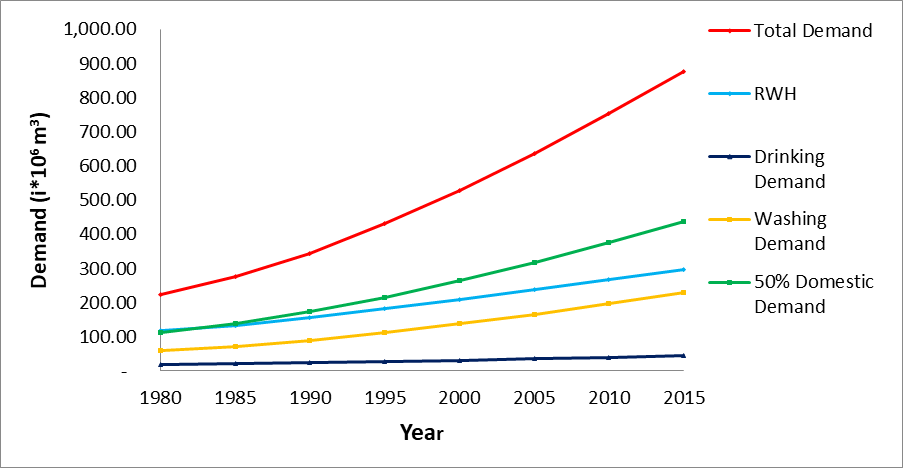 1,000.00
900.00
800.00
700.00
600.00
500.00
400.00
300.00
200.00
100.00
-
Demand (i*10⁶ m³)
1980 1985 1990 1995 2000 2005 2010 2015
Year
Total Demand
RWH
Drinking
Demand
Washing
Demand
50% Domestic
Demand